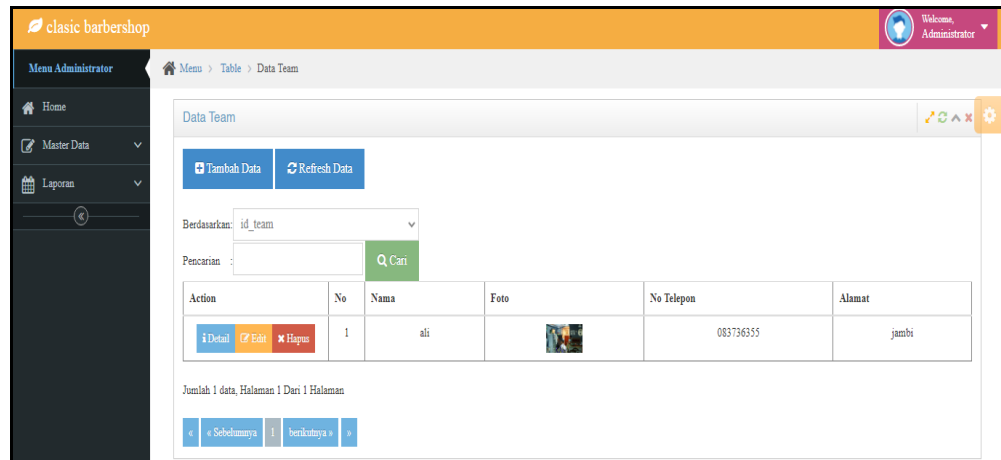 clasic barbershop
Welcome,
Administrator
Menu Administrator
Menu > Table > Data Team
Home
Master Data
Laporan
Data Team
Tambah Data Refresh Data
Berdasarkan: id_team
Pencarian :
Cari
Action No Nama Foto No Telepon Alamat
Detail Edit Hapus 1 ali 083736355 jambi
Jumlah 1 data, Halaman 1 Dari 1 Halaman
« « Sebelumnya 1 berikutnya » »